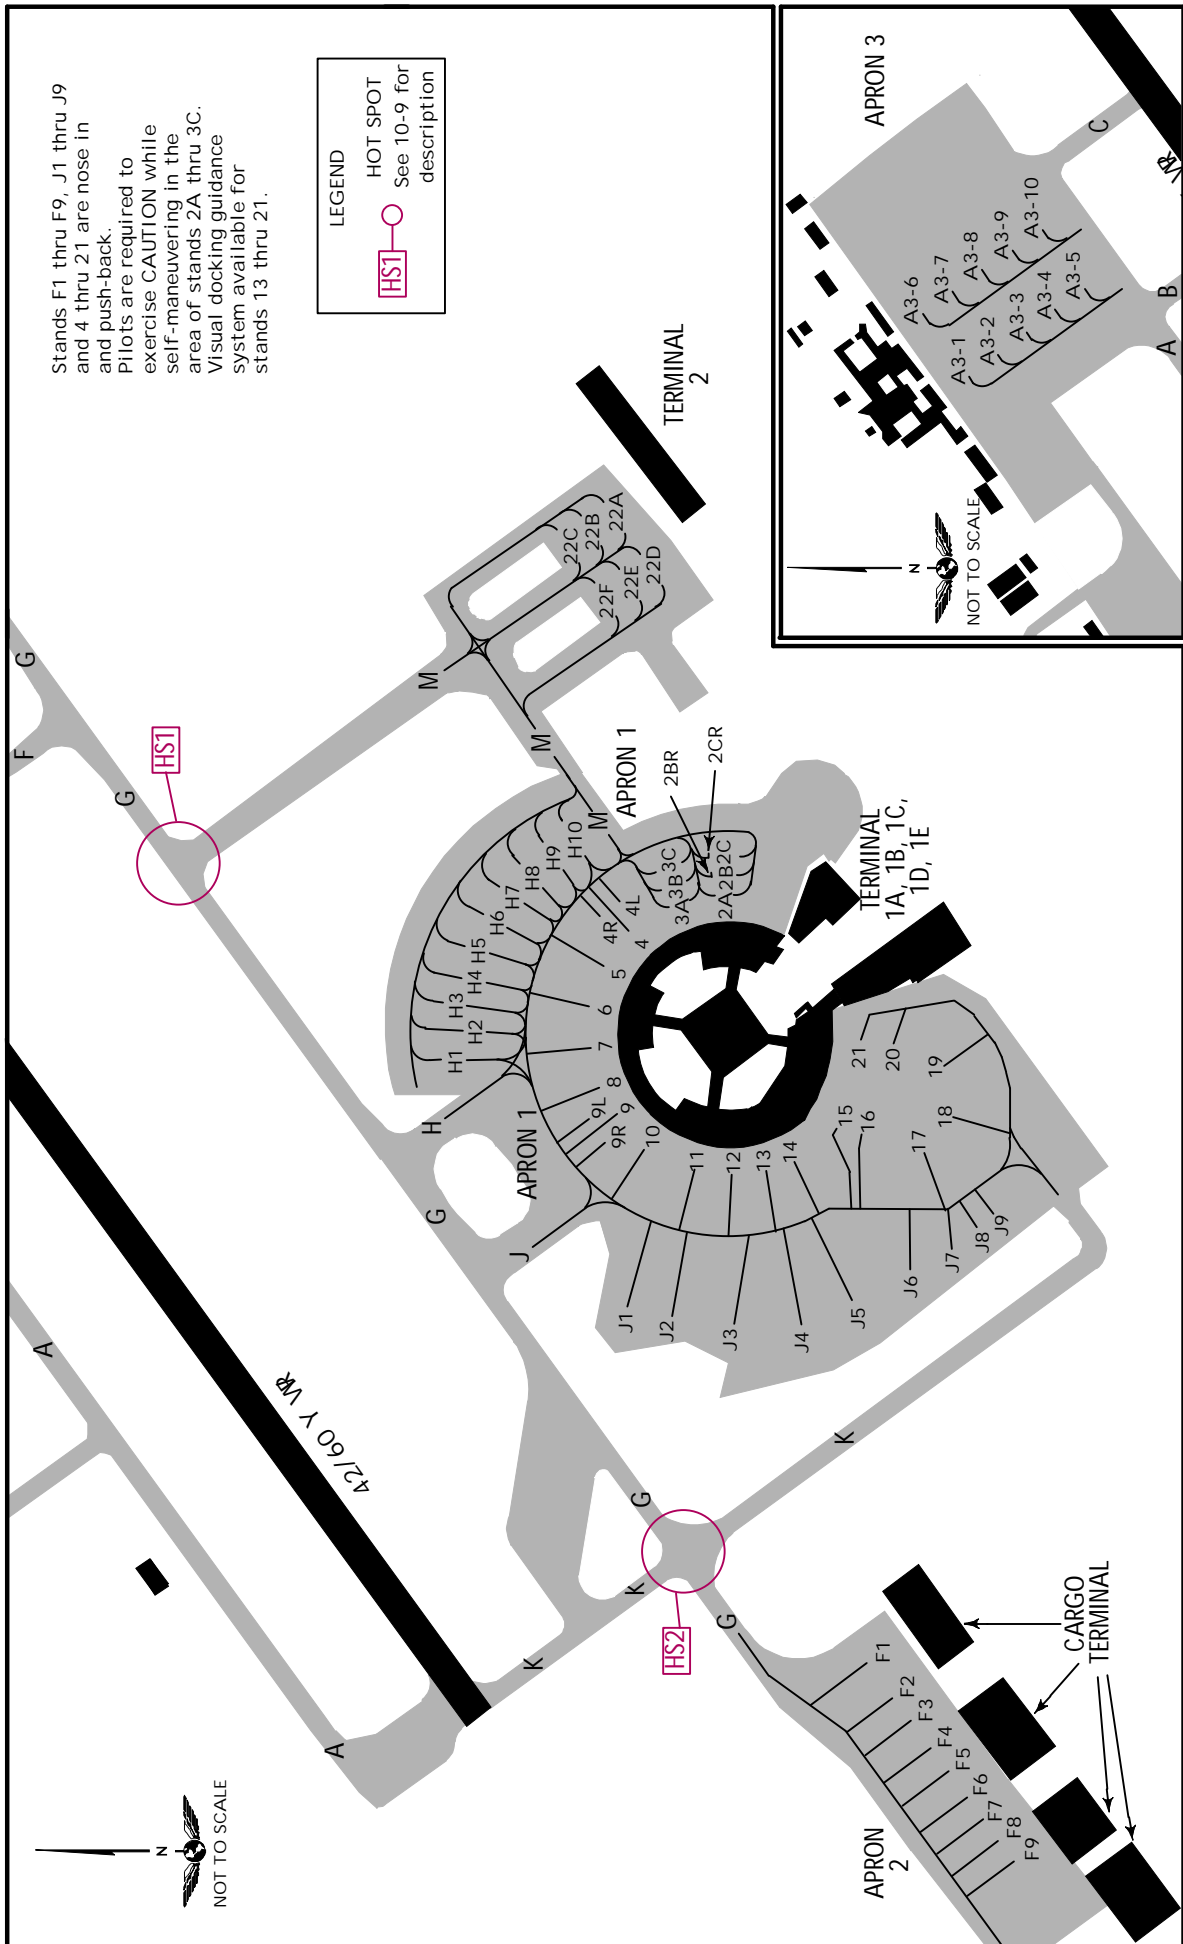 Stands F1 thru F9, J1 thru J9
and 4 thru 21 are nose in
and push-back.
Pilots are required to
exercise CAUTION while
self-maneuvering in the
area of stands 2A thru 3C.
Visual docking guidance
system available for
stands 13 thru 21.
LEGEND
HS1
HOT SPOT
See 10-9 for
description
TERMINAL
2
G
F
G
HS1
M
M
M
22C
22B
22A
22F
22E
22D
APRON 1
2BR
2CR
H10
H9
H8
H7
H6
H5
H4
H3
H2
H1
H
3C
3B
3A
2C
2B
2A
4L
4R
4
5
6
7
8
9L
9
9R
10
11
12
13
14
15
16
17
18
19
20
21
TERMINAL
1A, 1B, 1C,
1D, 1E
APRON 1
G
J
J1
J2
J3
J4
J5
J6
J7
J8
J9
A
42/60 Y VR
K
G
K
K
HS2
G
A
F1
F2
F3
F4
F5
F6
F7
F8
F9
APRON
2
CARGO
TERMINAL
N
NOT TO SCALE
APRON 3
C
VR
A3-10
A3-9
A3-8
A3-7
A3-6
A3-5
A3-4
A3-3
A3-2
A3-1
B
A
N
NOT TO SCALE